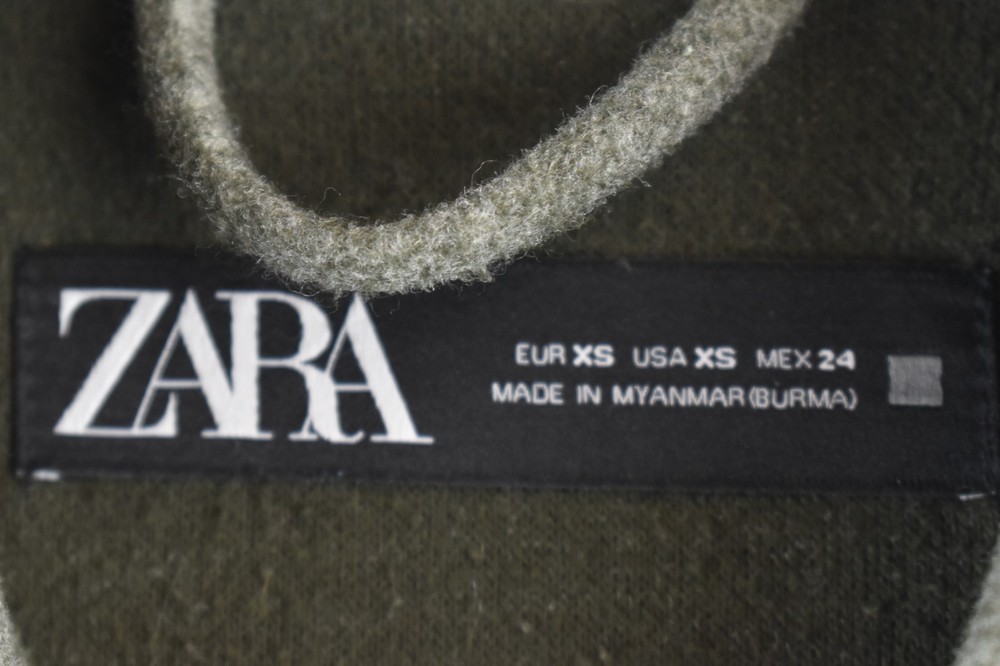 ZARA
EUR XS USA XS MEX 24
MADE IN MYANMAR (BURMA)